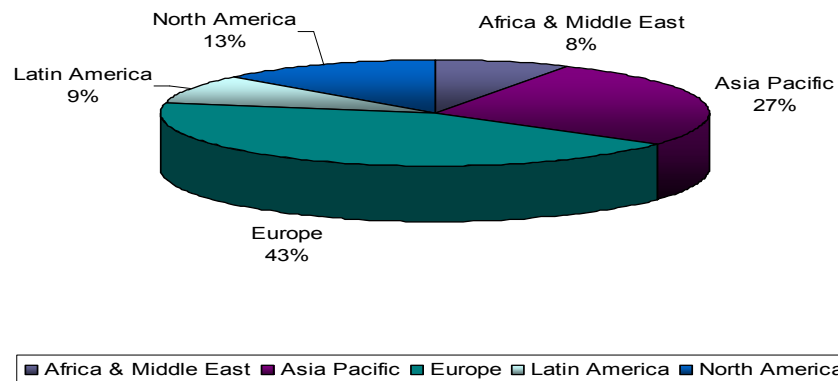 North America
13%
Africa & Middle East
8%
Latin America
9%
Asia Pacific
27%
Europe
43%
Africa & Middle East Asia Pacific Europe Latin America North America